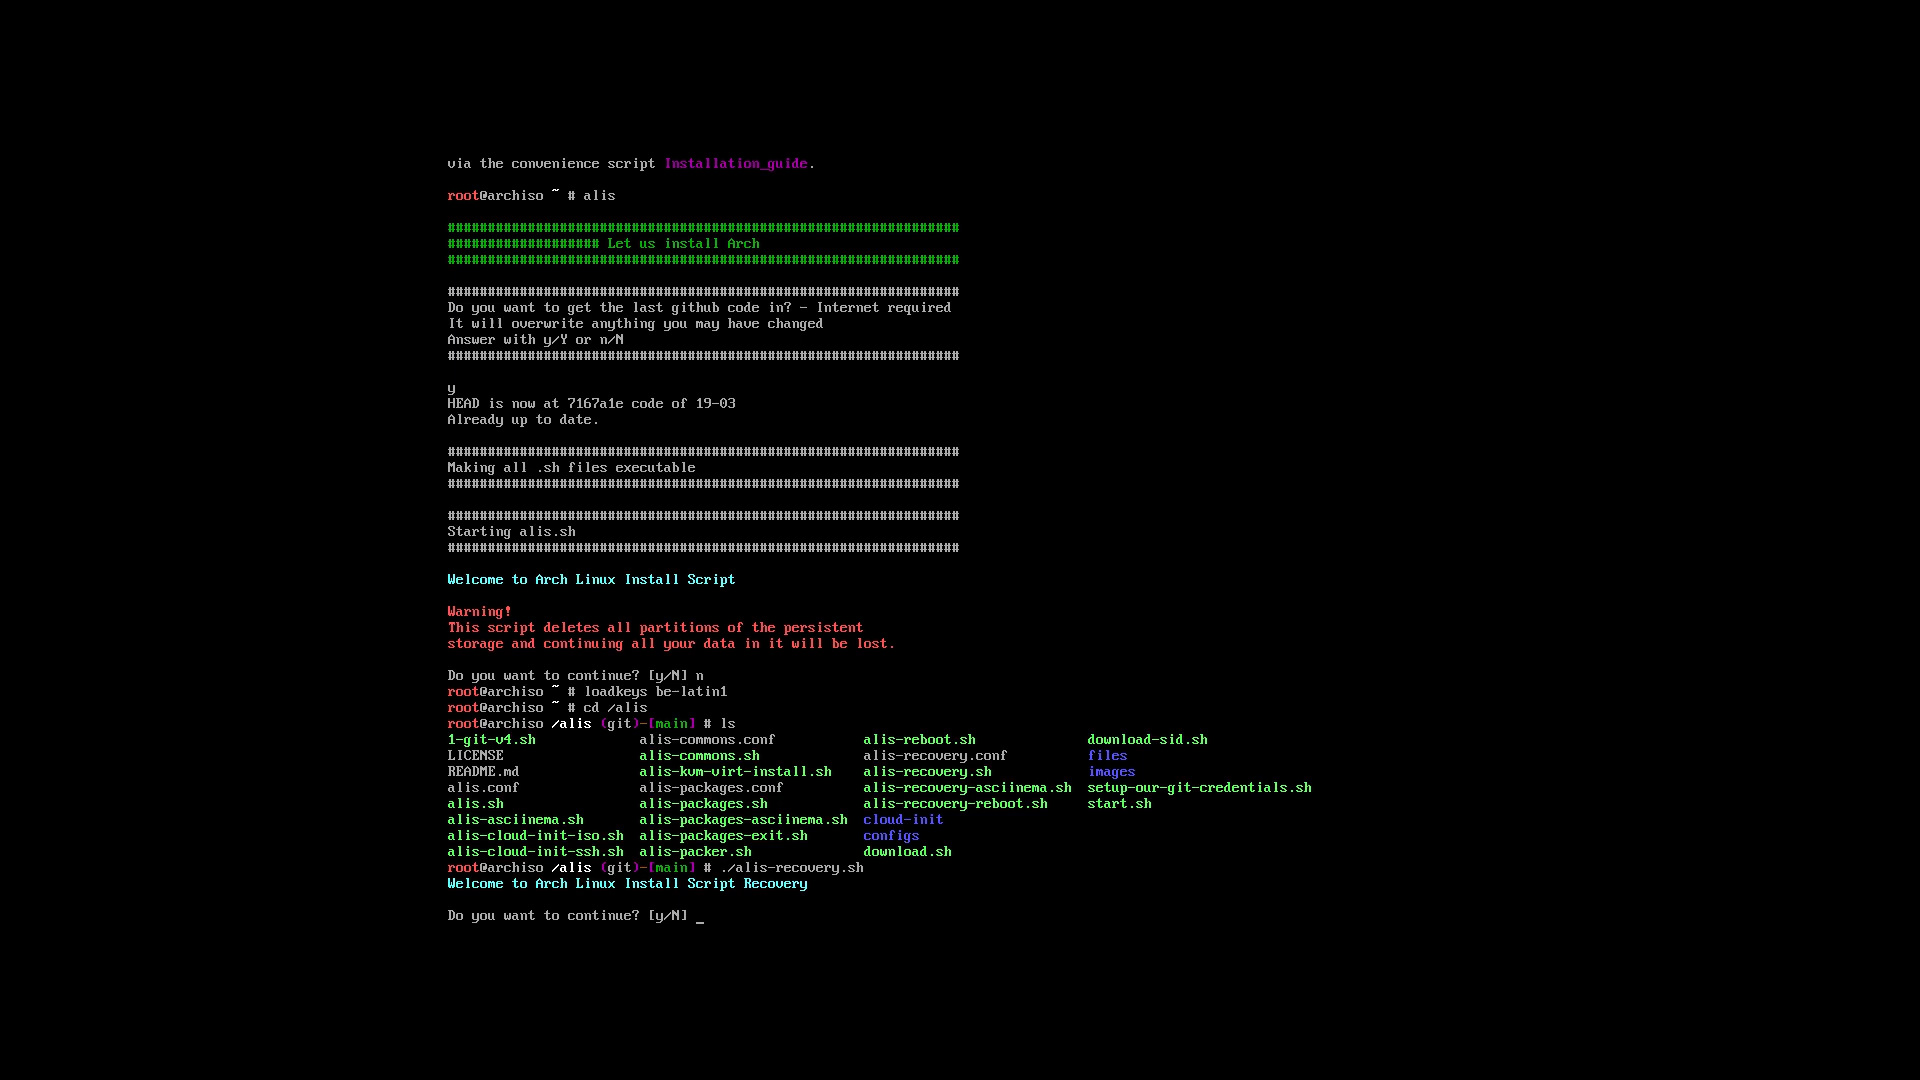 via the convenience script Installation_guide.
root@archiso ~ # alis
################################################################
################### Let us install Arch
################################################################
################################################################
Do you want to get the last github code in? - Internet required
It will overwrite anything you may have changed
Answer with y/Y or n/N
################################################################
y
HEAD is now at 7167a1e code of 19-03
Already up to date.
################################################################
Making all .sh files executable
################################################################
################################################################
Starting alis.sh
################################################################
Welcome to Arch Linux Install Script
Warning!
This script deletes all partitions of the persistent
storage and continuing all your data in it will be lost.
Do you want to continue? [y/N] n
root@archiso ~ # loadkeys be-latin1
root@archiso ~ # cd /alis
root@archiso /alis (git)-[main] # ls
1-git-v4.sh alis-commons.conf alis-reboot.sh download-sid.sh
LICENSE alis-commons.sh alis-recovery.conf files
README.md alis-kvm-virt-install.sh alis-recovery.sh images
alis.conf alis-packages.conf alis-recovery-asciinema.sh setup-our-git-credentials.sh
alis.sh alis-packages.sh alis-recovery-reboot.sh start.sh
alis-asciinema.sh alis-packages-asciinema.sh cloud-init
alis-cloud-init-iso.sh alis-packages-exit.sh configs
alis-cloud-init-ssh.sh alis-packer.sh download.sh
root@archiso /alis (git)-[main] # ./alis-recovery.sh
Welcome to Arch Linux Install Script Recovery
Do you want to continue? [y/N] _